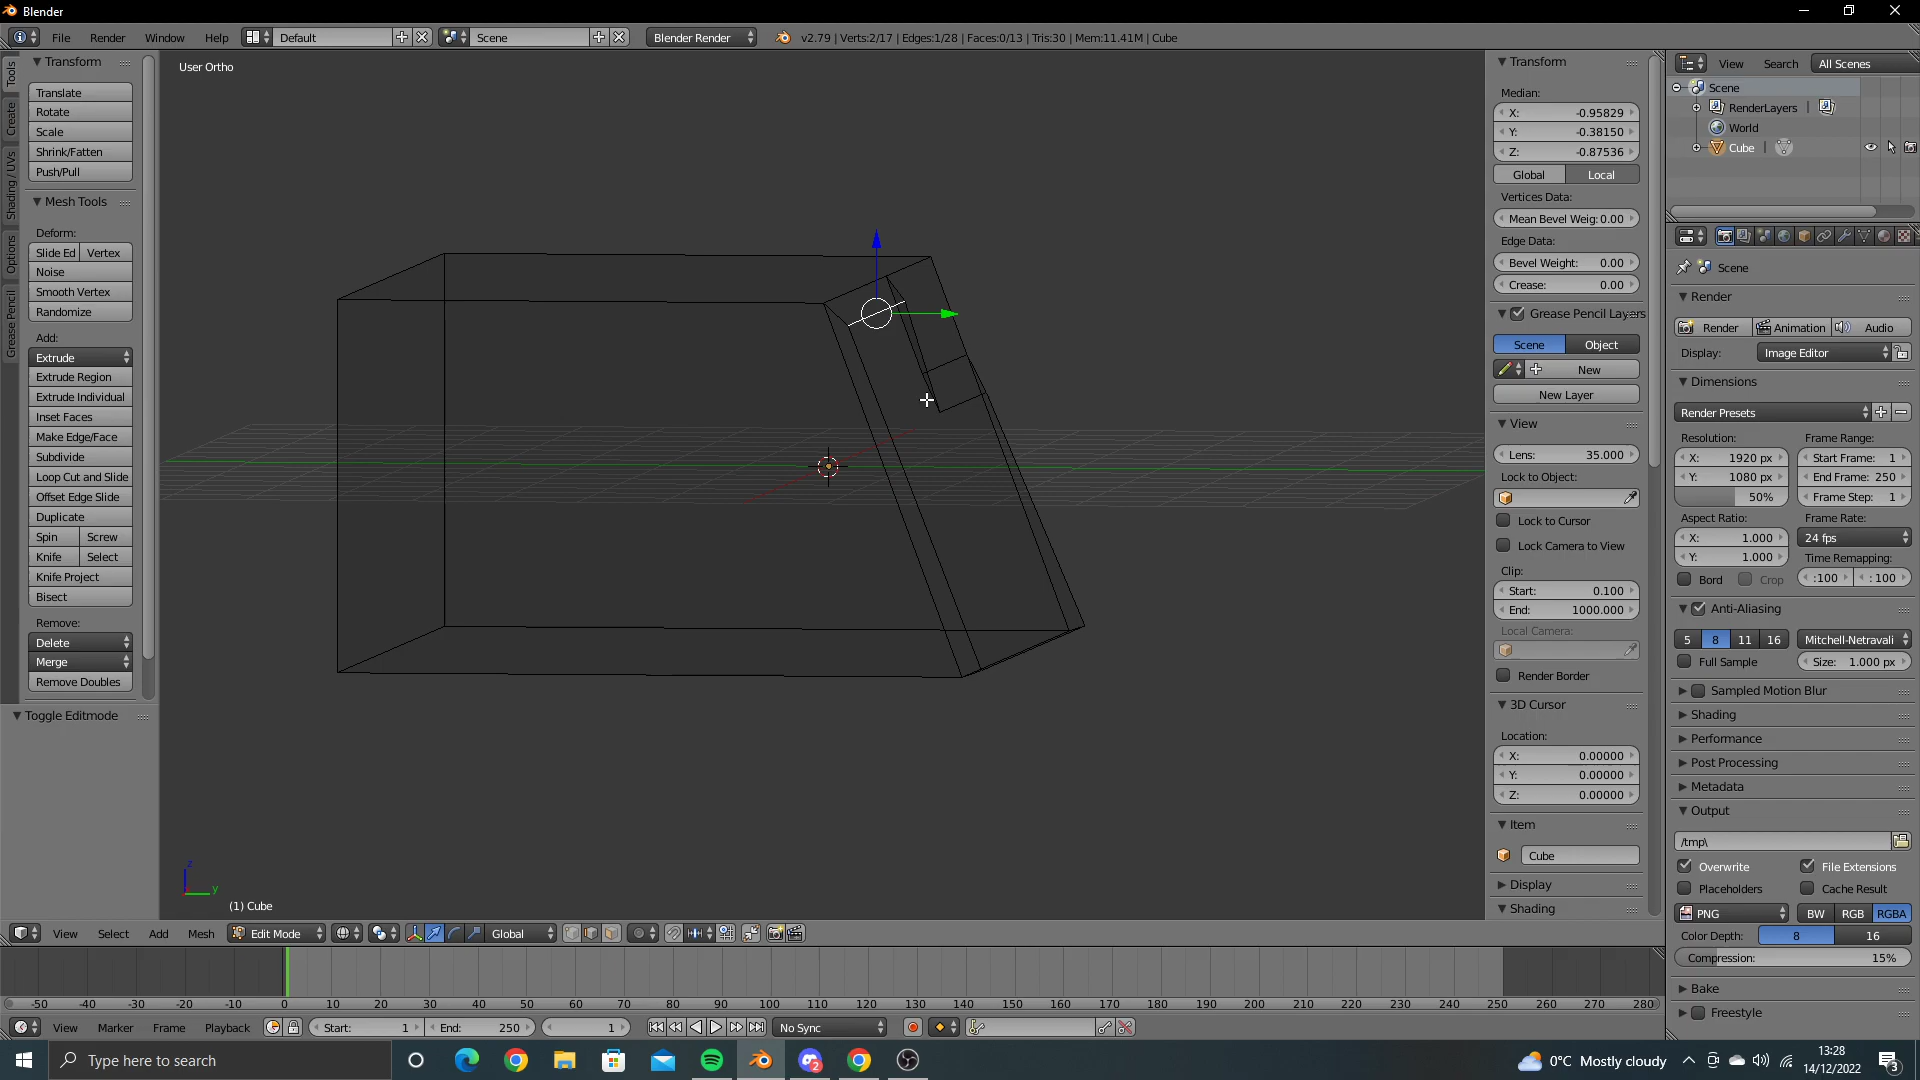 Blender
File Render Window Help Default Scene Blender Render v2.79 | Verts:2/17 | Edges:1/28 | Faces:0/13 | Tris:30 | Mem:11.41M | Cube
Tools
Create
Shading / UVs
Options
Grease Pencil
Transform
Translate
Rotate
Scale
Shrink/Fatten
Push/Pull
Mesh Tools
Deform:
Slide Ed Vertex
Noise
Smooth Vertex
Randomize
Add:
Extrude
Extrude Region
Extrude Individual
Inset Faces
Make Edge/Face
Subdivide
Loop Cut and Slide
Offset Edge Slide
Duplicate
Spin Screw
Knife Select
Knife Project
Bisect
Remove:
Delete
Merge
Remove Doubles
Toggle Editmode
User Ortho
z
y
(1) Cube
Transform
Median:
X: -0.95829
Y: -0.38150
Z: -0.87536
Global Local
Vertices Data:
Mean Bevel Weig: 0.00
Edge Data:
Bevel Weight: 0.00
Crease: 0.00
Grease Pencil Layers
Scene Object
New
New Layer
View
Lens: 35.000
Lock to Object:
Lock to Cursor
Lock Camera to View
Clip:
Start: 0.100
End: 1000.000
Local Camera:
Render Border
3D Cursor
Location:
X: 0.00000
Y: 0.00000
Z: 0.00000
Item
Cube
Display
Shading
View Search All Scenes
Scene
RenderLayers
World
Cube
Scene
Render
Render Animation Audio
Display: Image Editor
Dimensions
Render Presets
Resolution: Frame Range:
X: 1920 px Start Frame: 1
Y: 1080 px End Frame: 250
50% Frame Step: 1
Aspect Ratio: Frame Rate:
X: 1.000 24 fps
Y: 1.000 Time Remapping:
Bord Crop :100 : 100
Anti-Aliasing
5 8 11 16 Mitchell-Netravali
Full Sample Size: 1.000 px
Sampled Motion Blur
Shading
Performance
Post Processing
Metadata
Output
/tmp\
Overwrite File Extensions
Placeholders Cache Result
PNG BW RGB RGBA
Color Depth: 8 16
Compression: 15%
Bake
Freestyle
View Select Add Mesh Edit Mode Global
-50 -40 -30 -20 -10 0 10 20 30 40 50 60 70 80 90 100 110 120 130 140 150 160 170 180 190 200 210 220 230 240 250 260 270 280
View Marker Frame Playback Start: 1 End: 250 1 No Sync
Type here to search 2 0°C Mostly cloudy 13:28
14/12/2022 3